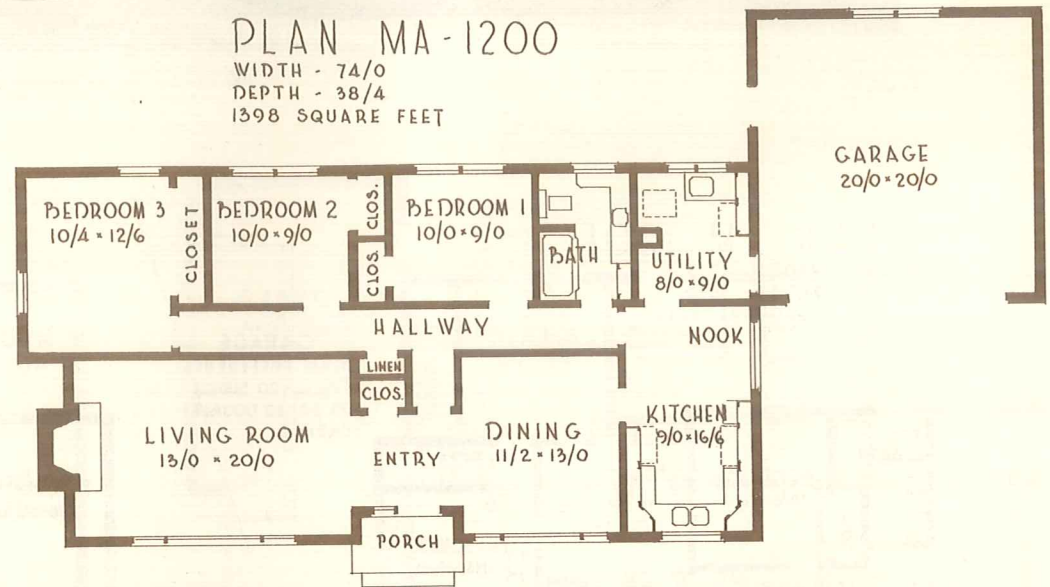 PLAN MA-1200
WIDTH - 74/0
DEPTH - 38/4
1398 SQUARE FEET
GARAGE
20/0 × 20/0
BEDROOM 3
10/4 × 12/6
CLOSET
BEDROOM 2
10/0 × 9/0
CLOS.
CLOS.
BEDROOM 1
10/0 × 9/0
BATH
UTILITY
8/0 × 9/0
HALLWAY
NOOK
LINEN
CLOS.
LIVING ROOM
13/0 × 20/0
ENTRY
DINING
11/2 × 13/0
KITCHEN
9/0 × 16/6
PORCH